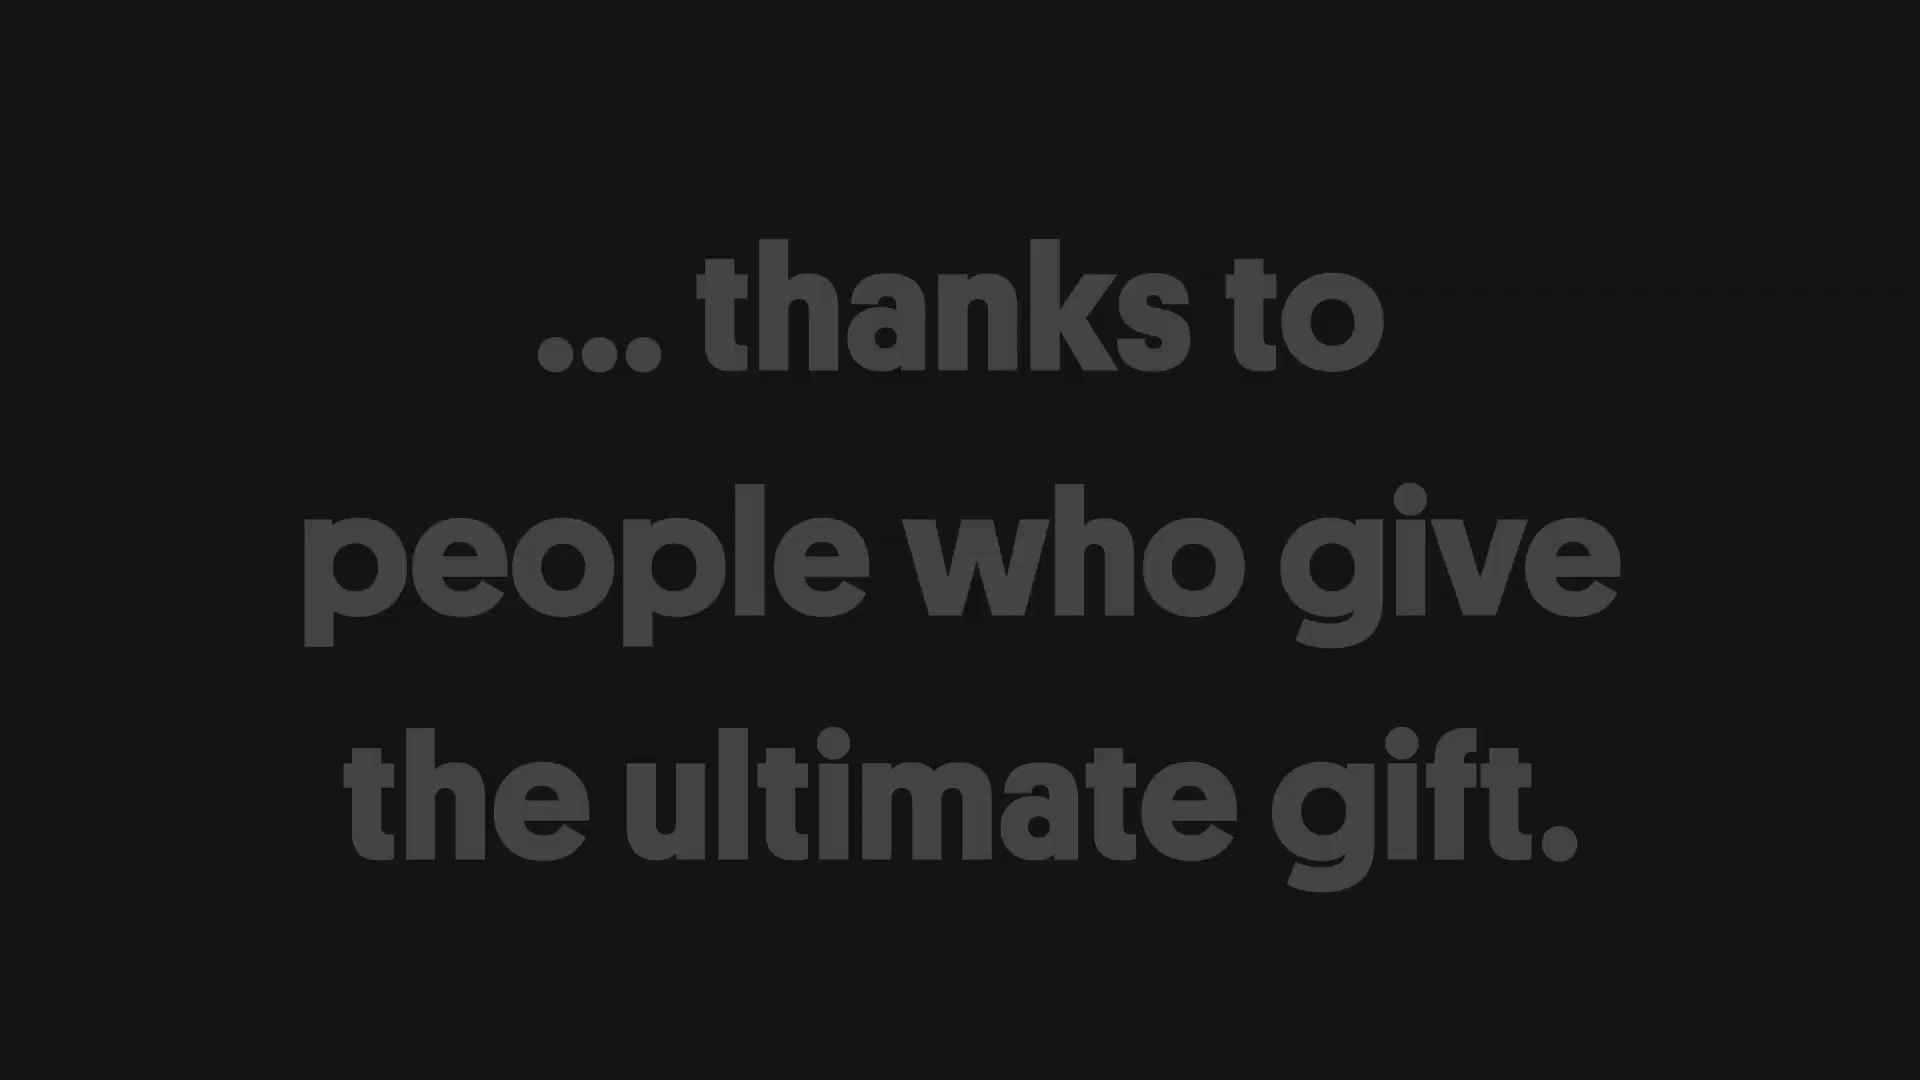 ... thanks to
people who give
the ultimate gift.